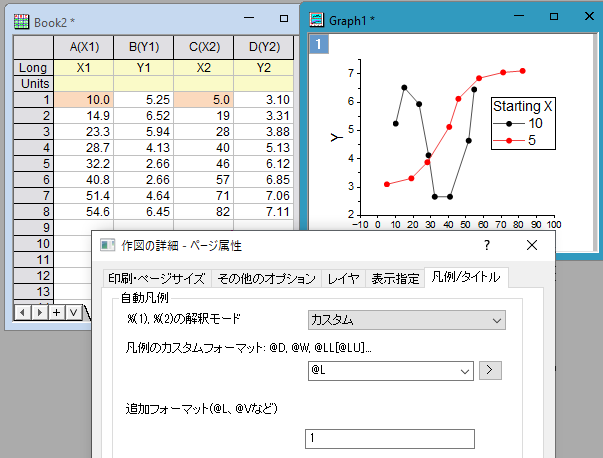 Book2 *
A(X1) B(Y1) C(X2) D(Y2)
Long X1 Y1 X2 Y2
Units
1 10.0 5.25 5.0 3.10
2 14.9 6.52 19 3.31
3 23.3 5.94 28 3.88
4 28.7 4.13 40 5.13
5 32.2 2.66 46 6.12
6 40.8 2.66 57 6.85
7 51.4 4.64 71 7.06
8 54.6 6.45 82 7.11
9
10
11
12
13
Graph1 *
1
7
6
5
4
3
2
Y
-10 0 10 20 30 40 50 60 70 80 90 100
Starting X
10
5
作図の詳細 - ページ属性
印刷・ページサイズ その他のオプション レイヤ 表示指定 凡例/タイトル
自動凡例
%(1), %(2)の解釈モード カスタム
凡例のカスタムフォーマット: @D, @W, @LL[@LU]...
@L
追加フォーマット(@L、@Vなど)
1